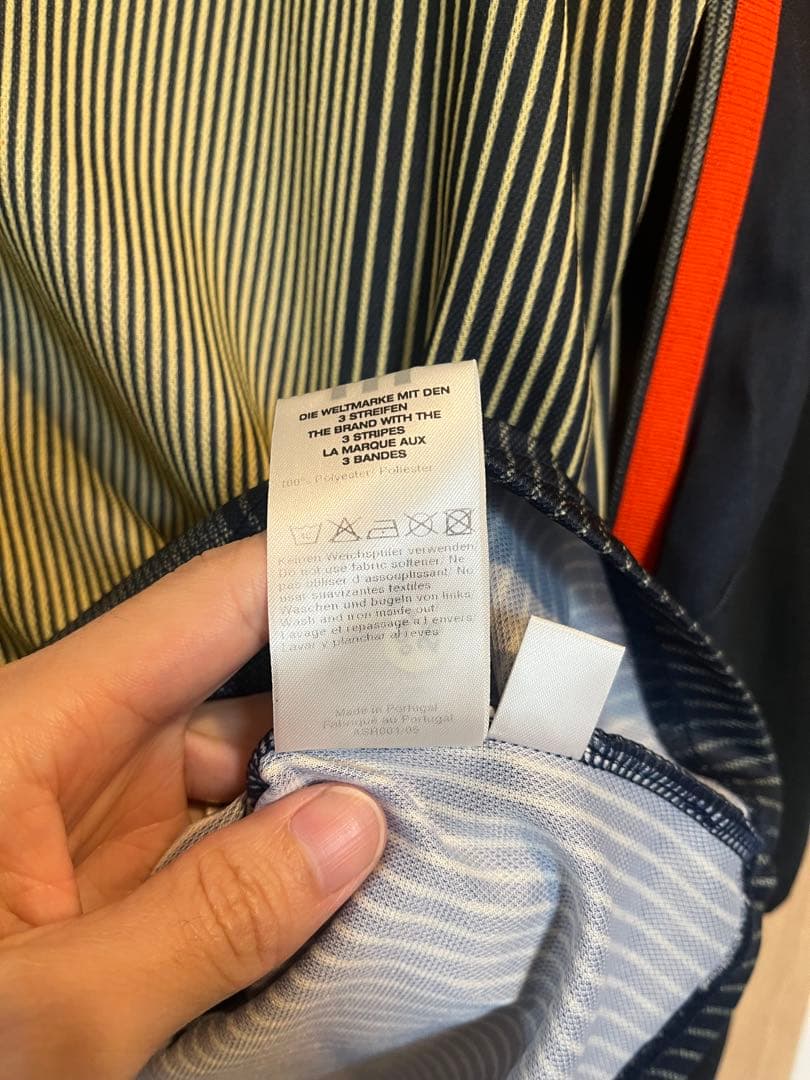 DIE WELTMARKE MIT DEN
3 STREIFEN
THE BRAND WITH THE
3 STRIPES
LA MARQUE AUX
3 BANDES
100% Polyester/ Poliester
Keinen Weichspüler verwenden/
Do not use fabric softener/ Ne
pas utiliser d'assouplissant/ No
usar suavizantes textiles
Waschen und bügeln von links/
Wash and iron inside out/
Lavage et repassage a l'envers/
Lavar y planchar al revés
Made in Portugal
Fabriqué au Portugal
ASR001/05